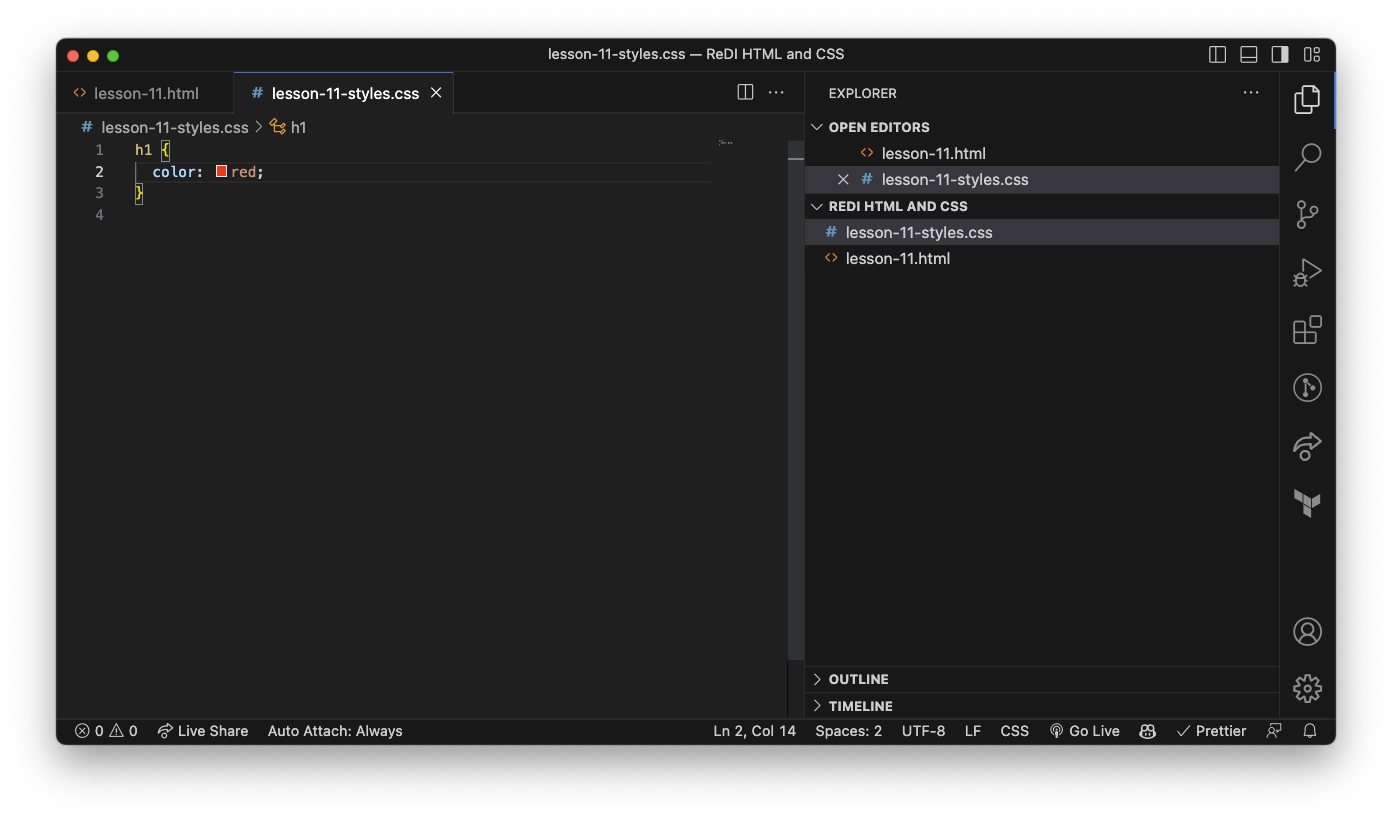 lesson-11-styles.css — ReDI HTML and CSS
lesson-11.html
# lesson-11-styles.css
EXPLORER
# lesson-11-styles.css > h1
1 h1 {
2 color: red;
3 }
4
OPEN EDITORS
lesson-11.html
# lesson-11-styles.css
REDI HTML AND CSS
# lesson-11-styles.css
lesson-11.html
OUTLINE
TIMELINE
0 0 Live Share Auto Attach: Always Ln 2, Col 14 Spaces: 2 UTF-8 LF CSS Go Live Prettier